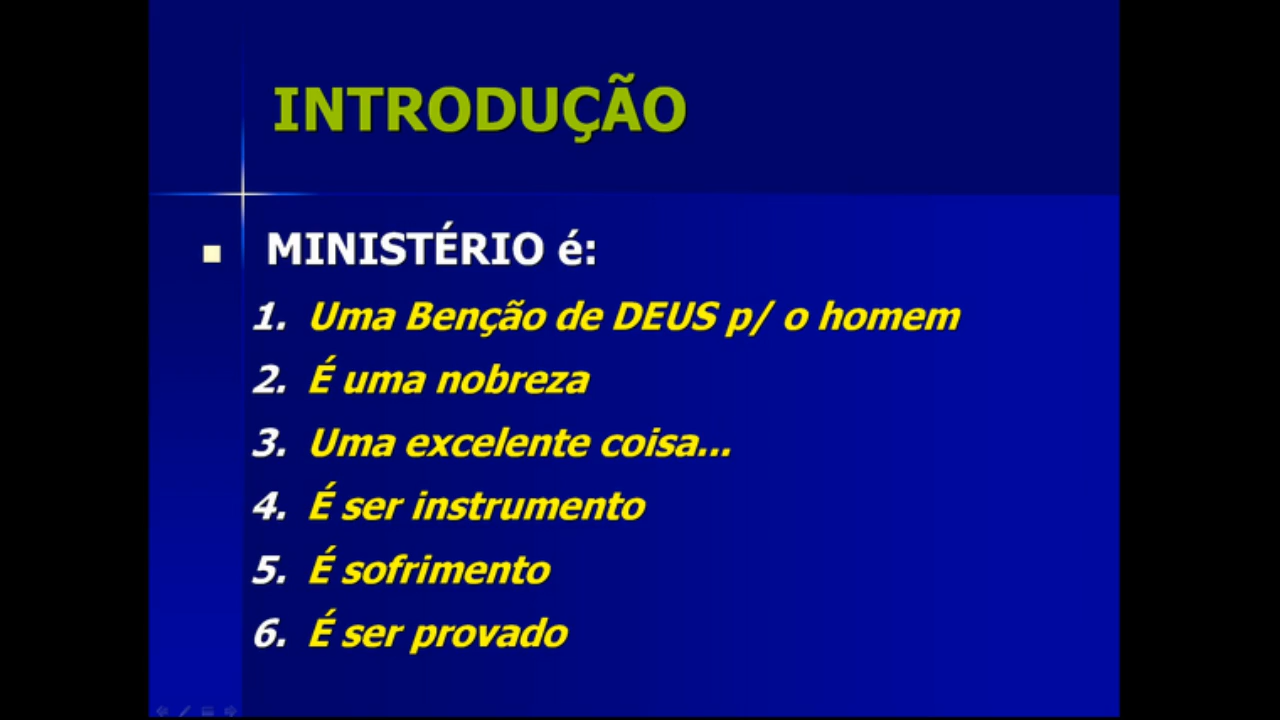 INTRODUÇÃO
MINISTÉRIO é:
1. Uma Benção de DEUS p/ o homem
2. É uma nobreza
3. Uma excelente coisa...
4. É ser instrumento
5. É sofrimento
6. É ser provado